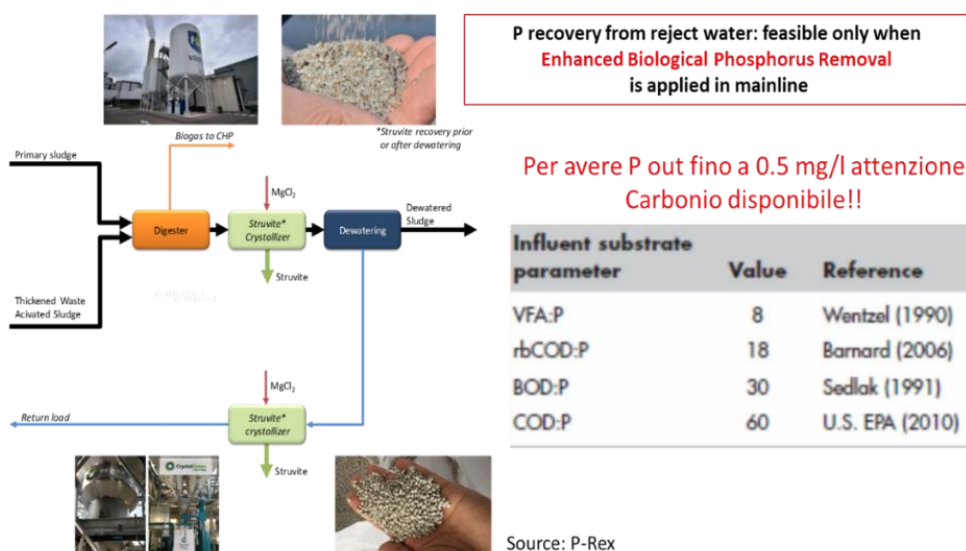 P recovery from reject water: feasible only when
Enhanced Biological Phosphorus Removal
is applied in mainline
*Struvite recovery prior
or after dewatering
Biogas to CHP
Primary sludge
MgCl2
Dewatered
Sludge
Digester
Struvite*
Crystallizer
Dewatering
Struvite
Thickened Waste
Acivated Sludge
MgCl2
Return load
Struvite*
crystallizer
Struvite
Per avere P out fino a 0.5 mg/l attenzione
Carbonio disponibile!!
Influent substrate
parameter Value Reference
VFA:P 8 Wentzel (1990)
rbCOD:P 18 Barnard (2006)
BOD:P 30 Sedlak (1991)
COD:P 60 U.S. EPA (2010)
Source: P-Rex